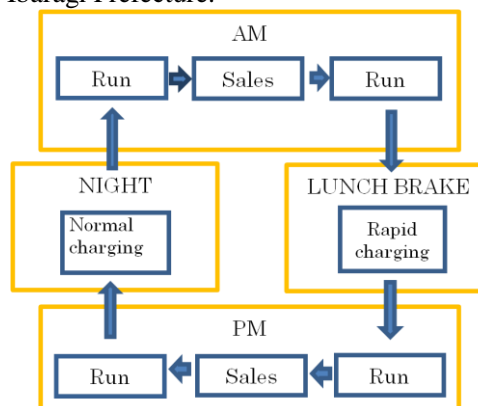 Ibaragi Prefecture.
AM
Run Sales Run
NIGHT
Normal
charging
LUNCH BRAKE
Rapid
charging
PM
Run Sales Run